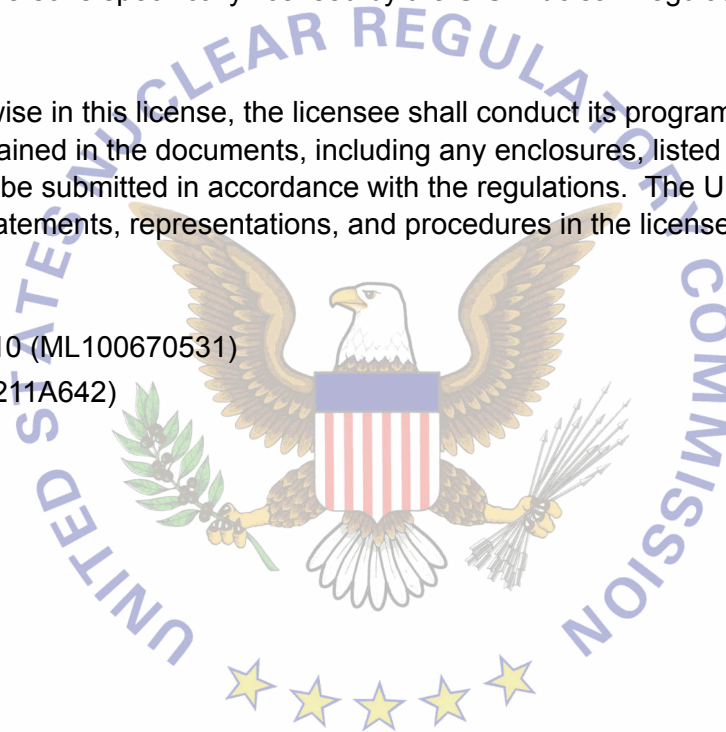 wise in this license, the licensee shall conduct its program
ained in the documents, including any enclosures, listed
be submitted in accordance with the regulations. The U
atements, representations, and procedures in the license
10 (ML100670531)
211A642)
UNITED STATES NUCLEAR REGULATORY COMMISSION